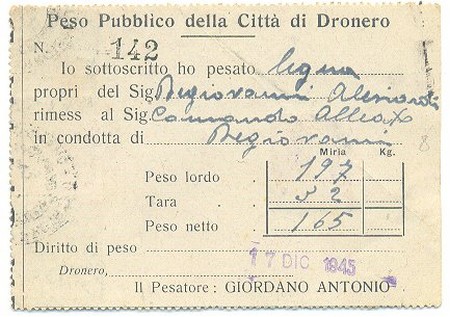 Peso Pubblico della Città di Dronero
N. 142
Io sottoscritto ho pesato legna
propri del Sig. Degiovanni
rimess al Sig. Comando
in condotta di Degiovanni
Miria Kg.
Peso lordo 197
Tara 32
Peso netto 165
Diritto di peso
Dronero, 17 DIC 1945
Il Pesatore: GIORDANO ANTONIO